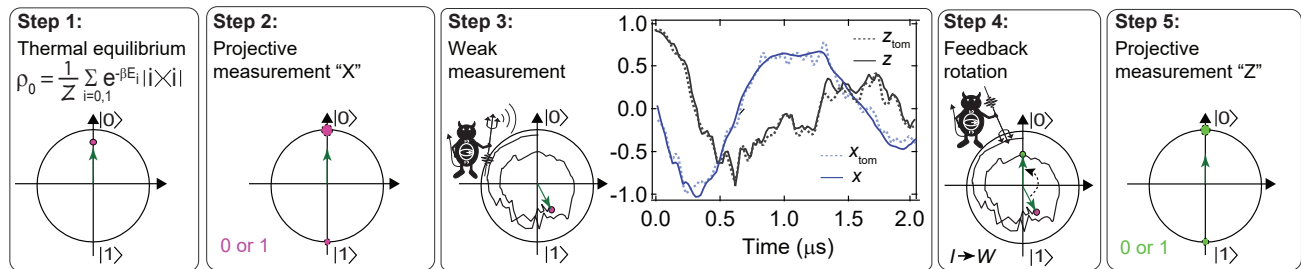 Step 1:
Thermal equilibrium
ρ₀ = 1/Z ∑ i=0,1 e^-βEᵢ |i⟩⟨i|
|0⟩
|1⟩
Step 2:
Projective
measurement “X”
|0⟩
0 or 1
|1⟩
Step 3:
Weak
measurement
|0⟩
|1⟩
1.0
0.5
0.0
-0.5
-1.0
z_tom
z
x_tom
x
0.0 0.5 1.0 1.5 2.0
Time (μs)
Step 4:
Feedback
rotation
|0⟩
I → W
|1⟩
Step 5:
Projective
measurement “Z”
|0⟩
0 or 1
|1⟩